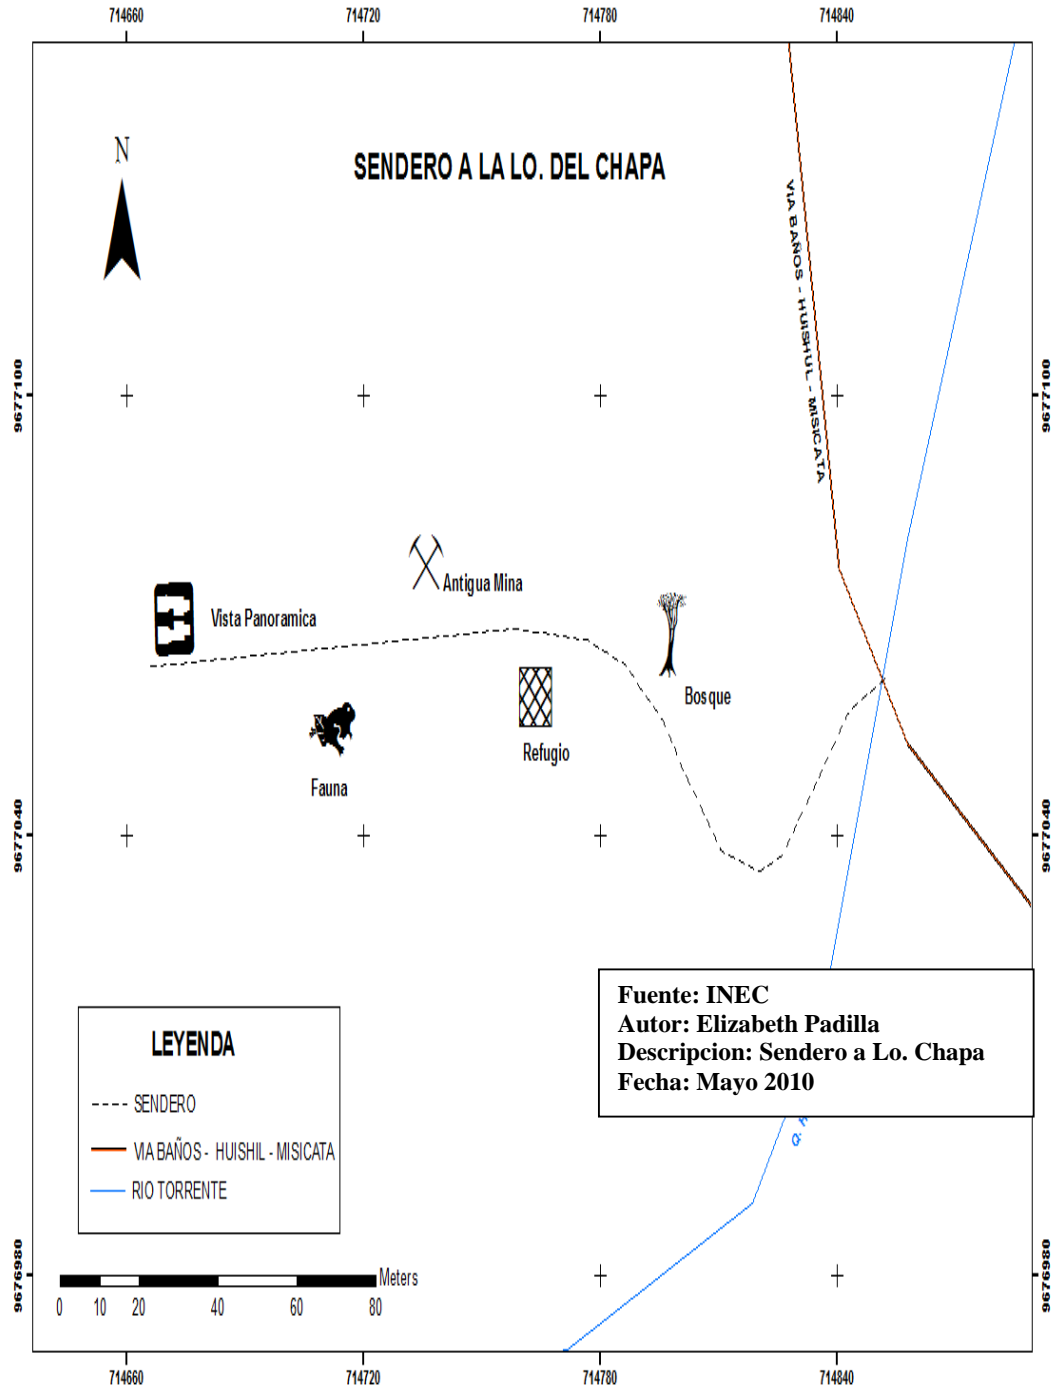 714660 714720 714780 714840
N
SENDERO A LA LO. DEL CHAPA
VIA BAÑOS - HUISHUL - MISICATA
9677100 9677100
Antigua Mina
Vista Panoramica
Bosque
Refugio
Fauna
9677040 9677040
Fuente: INEC
Autor: Elizabeth Padilla
Descripcion: Sendero a Lo. Chapa
Fecha: Mayo 2010
Q.
LEYENDA
SENDERO
VIA BAÑOS - HUISHIL - MISICATA
RIO TORRENTE
9676980 9676980
Meters
0 10 20 40 60 80
714660 714720 714780 714840